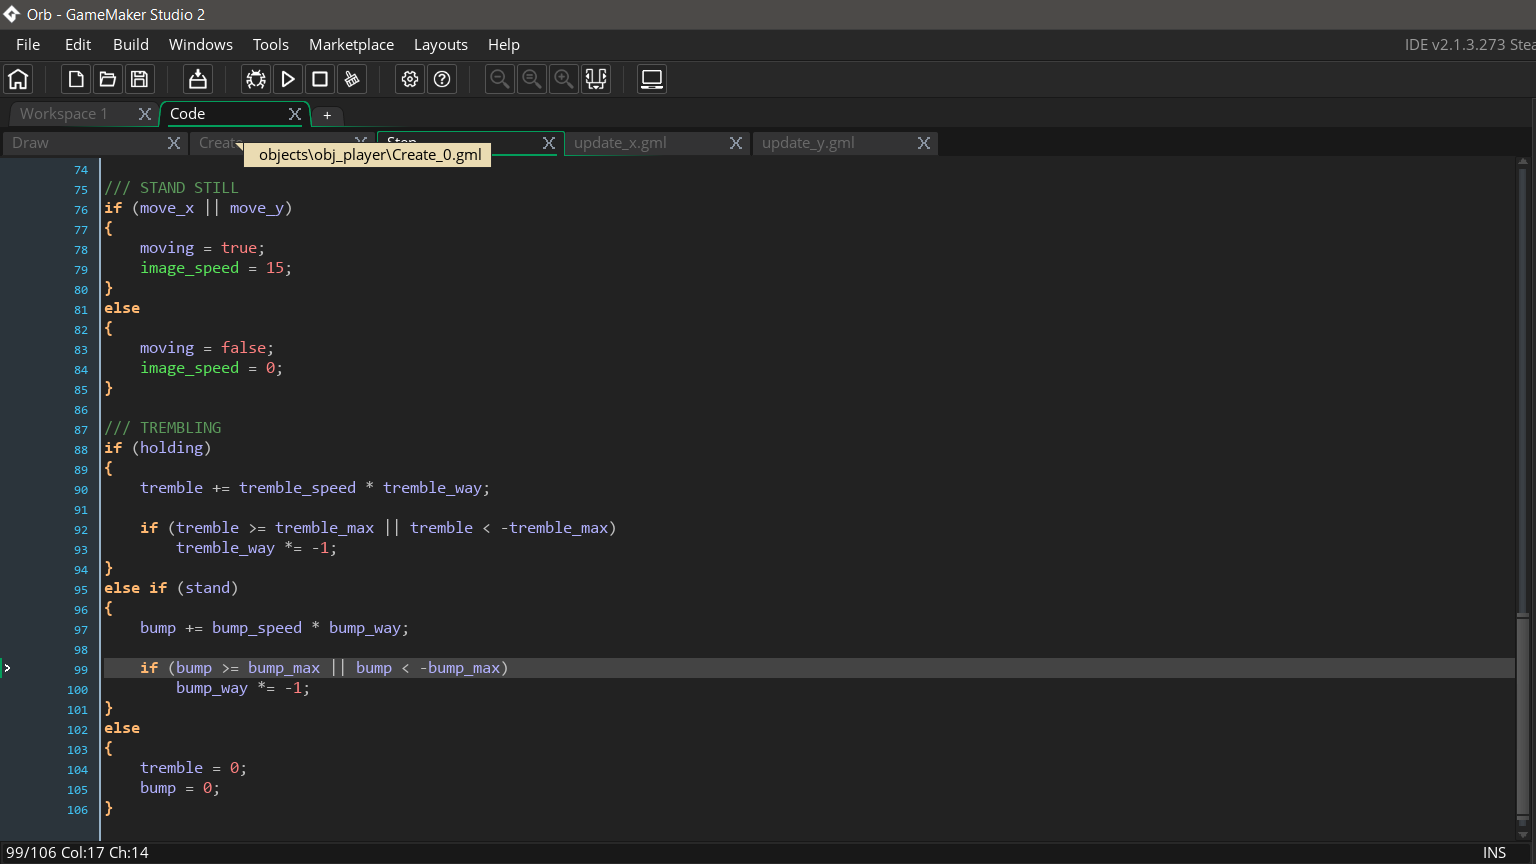 Orb - GameMaker Studio 2
File Edit Build Windows Tools Marketplace Layouts Help IDE v2.1.3.273
Workspace 1 X Code X +
Draw X X Step X update_x.gml X update_y.gml X
objects\obj_player\Create_0.gml
74
75 /// STAND STILL
76 if (move_x || move_y)
77 {
78 moving = true;
79 image_speed = 15;
80 }
81 else
82 {
83 moving = false;
84 image_speed = 0;
85 }
86
87 /// TREMBLING
88 if (holding)
89 {
90 tremble += tremble_speed * tremble_way;
91
92 if (tremble >= tremble_max || tremble < -tremble_max)
93 tremble_way *= -1;
94 }
95 else if (stand)
96 {
97 bump += bump_speed * bump_way;
98
99 if (bump >= bump_max || bump < -bump_max)
100 bump_way *= -1;
101 }
102 else
103 {
104 tremble = 0;
105 bump = 0;
106 }
99/106 Col:17 Ch:14 INS